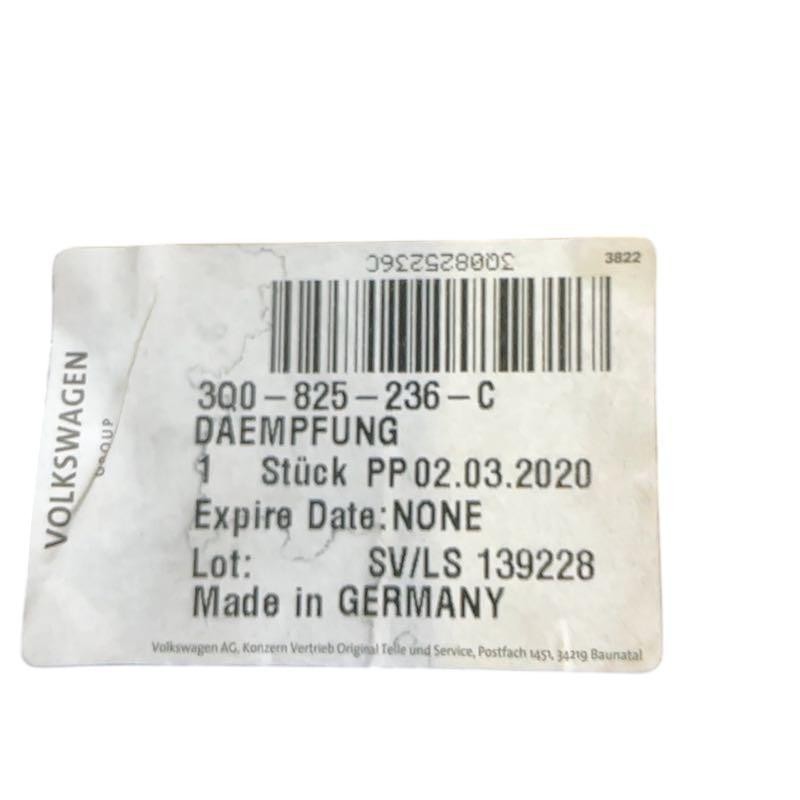 3Q0825236C
3822
VOLKSWAGEN
GROUP
3Q0-825-236-C
DAEMPFUNG
1 Stück PP 02.03.2020
Expire Date: NONE
Lot: SV/LS 139228
Made in GERMANY
Volkswagen AG, Konzern Vertrieb Original Teile und Service, Postfach 1451, 34219 Baunatal